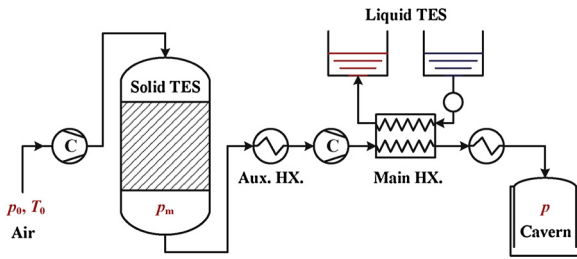 Liquid TES
Solid TES
C
Aux. HX.
C
Main HX.
p₀, T₀
Air
pₘ
p
Cavern